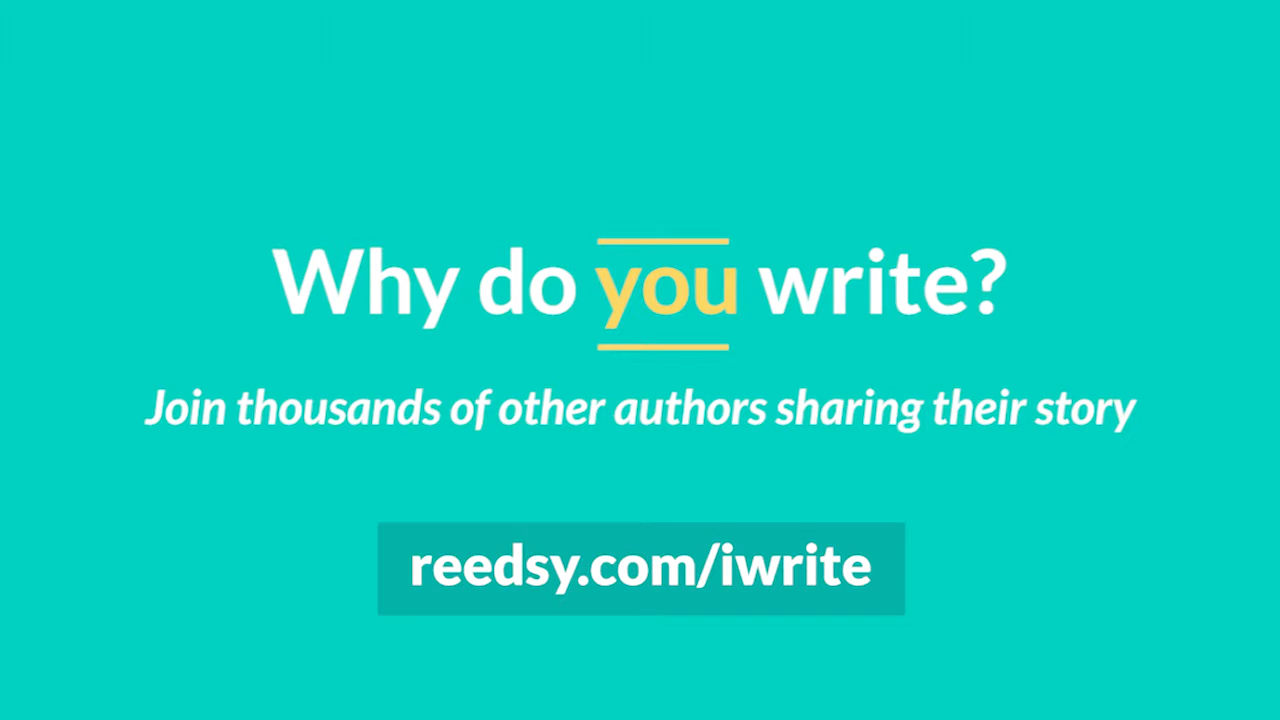 Why do you write?
Join thousands of other authors sharing their story
reedsy.com/iwrite